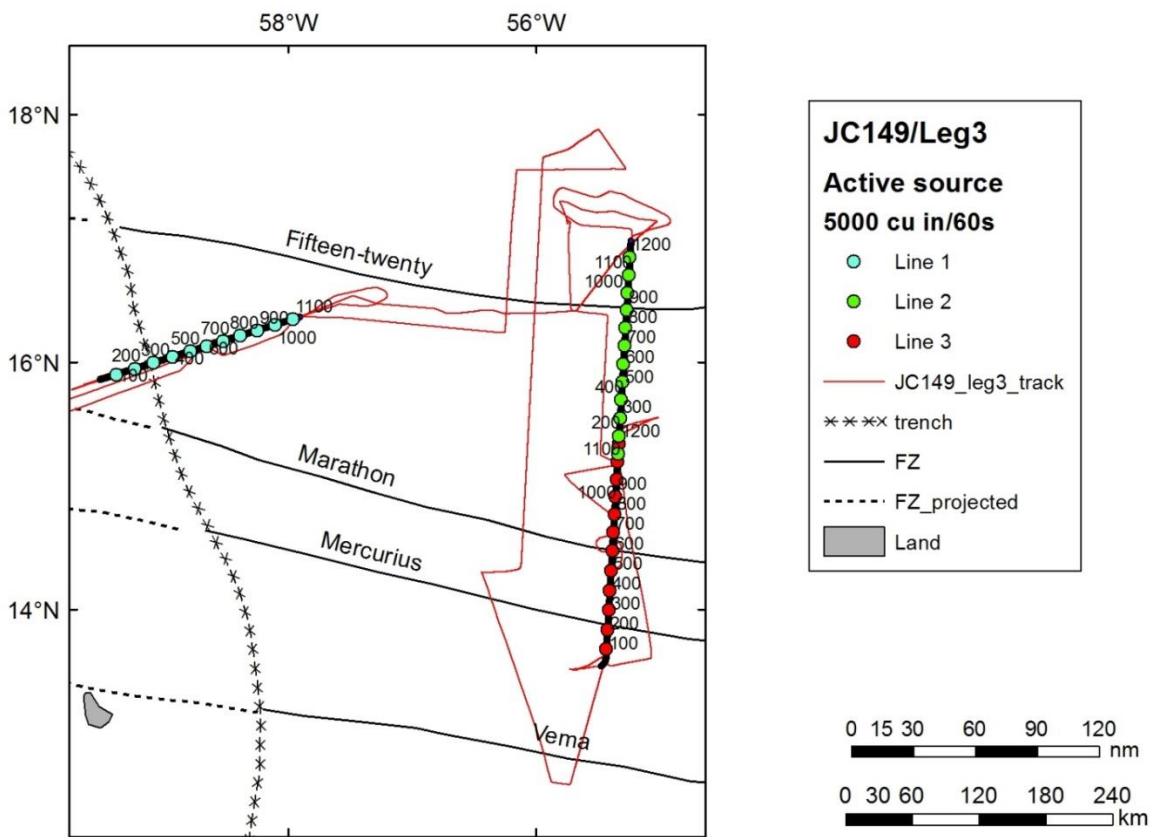 58°W 56°W
18°N
Fifteen-twenty
1200
1100
1000
900
800
700
600
500
400
300
200
1200
1100
1100
900
800
700
500
300
200
1000
16°N
400
900
1000
800
Marathon
700
600
500
Mercurius
400
300
14°N
200
100
Vema
JC149/Leg3
Active source
5000 cu in/60s
Line 1
Line 2
Line 3
JC149_leg3_track
trench
FZ
FZ_projected
Land
0 15 30 60 90 120
nm
0 30 60 120 180 240
km